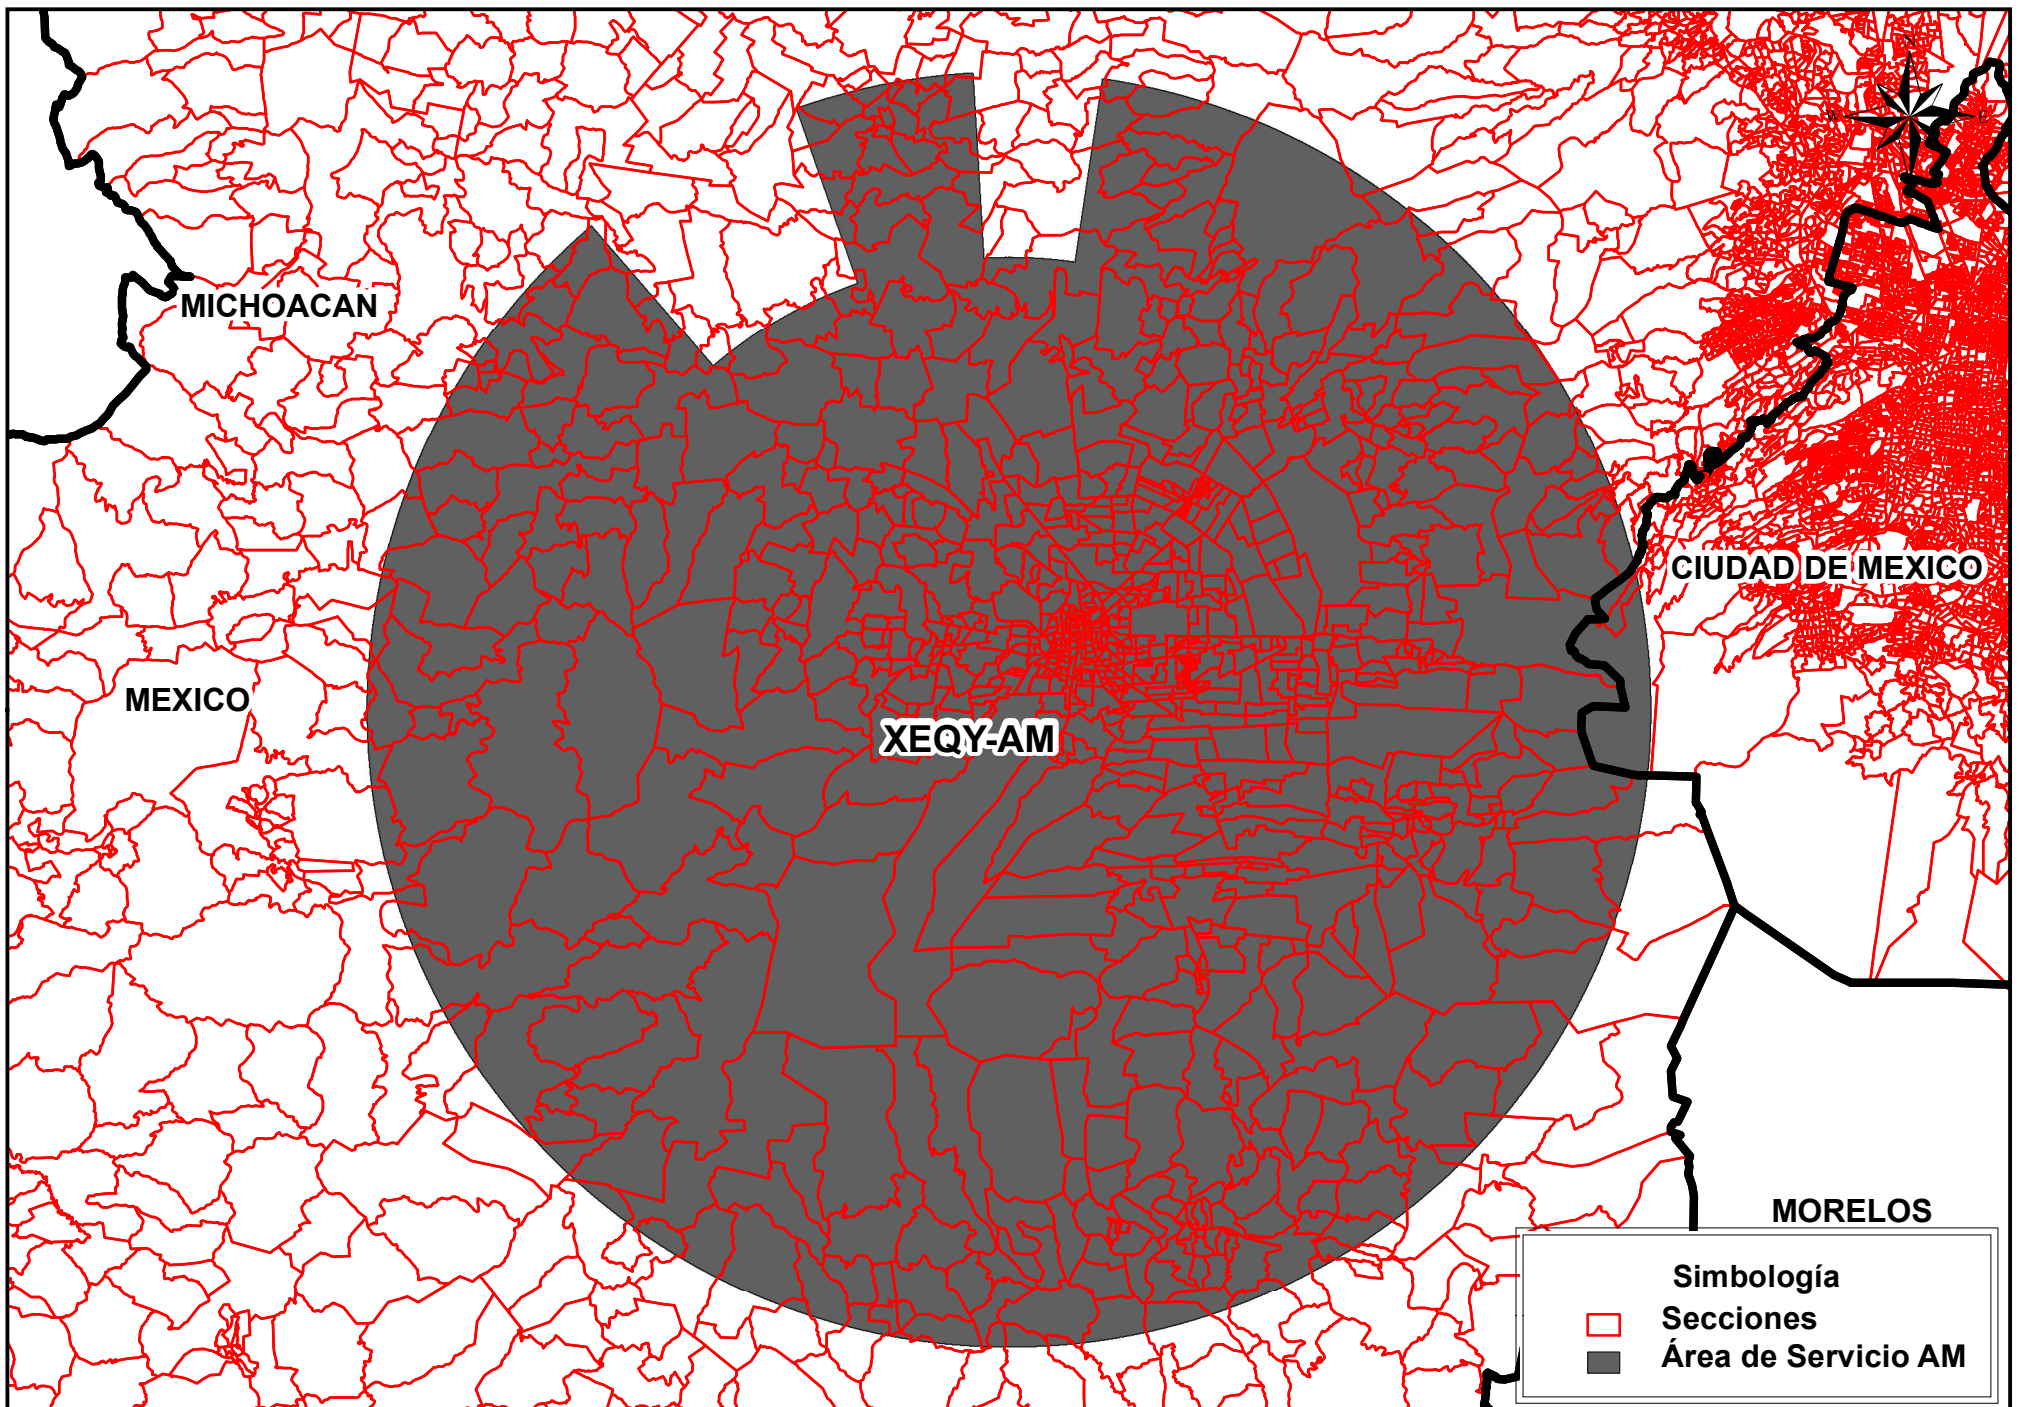 N
W
E
MICHOACAN
CIUDAD DE MEXICO
MEXICO
XEQY-AM
MORELOS
Simbología
Secciones
Área de Servicio AM